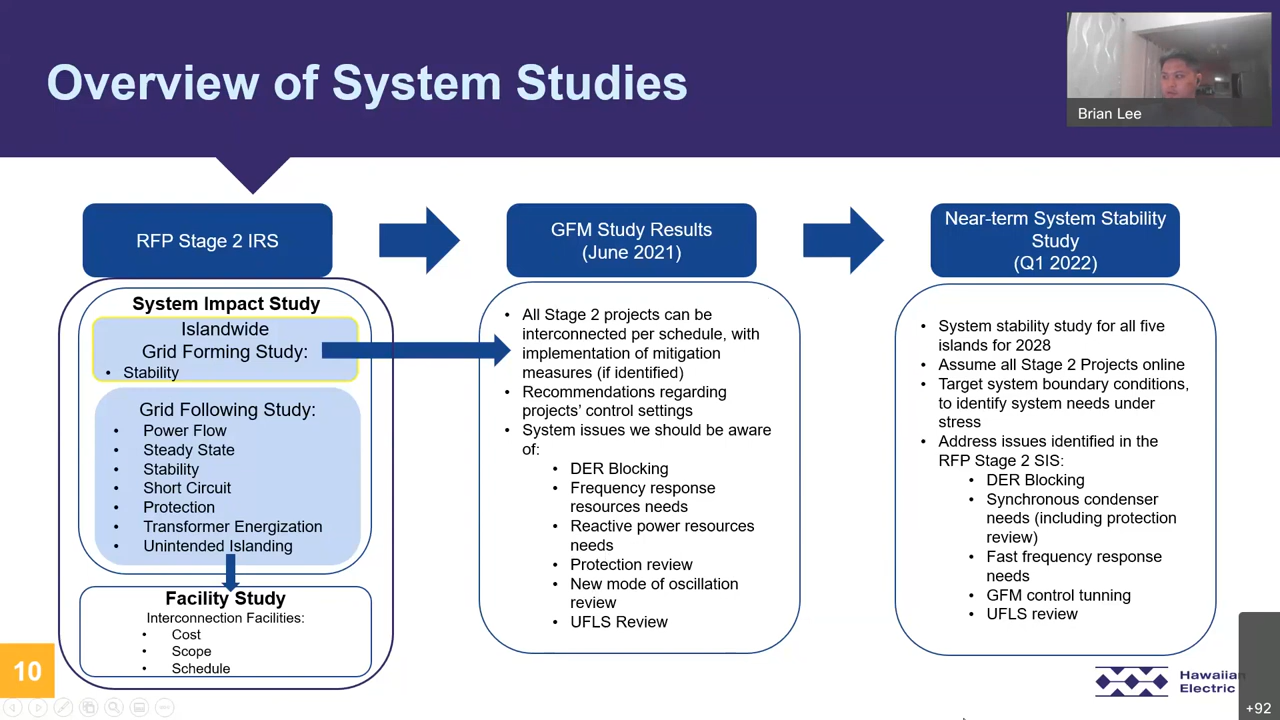 Overview of System Studies
Brian Lee
RFP Stage 2 IRS
System Impact Study
Islandwide
Grid Forming Study:
• Stability
Grid Following Study:
• Power Flow
• Steady State
• Stability
• Short Circuit
• Protection
• Transformer Energization
• Unintended Islanding
Facility Study
Interconnection Facilities:
• Cost
• Scope
• Schedule
GFM Study Results
(June 2021)
• All Stage 2 projects can be
interconnected per schedule, with
implementation of mitigation
measures (if identified)
• Recommendations regarding
projects' control settings
• System issues we should be aware
of:
• DER Blocking
• Frequency response
resources needs
• Reactive power resources
needs
• Protection review
• New mode of oscillation
review
• UFLS Review
Near-term System Stability
Study
(Q1 2022)
• System stability study for all five
islands for 2028
• Assume all Stage 2 Projects online
• Target system boundary conditions,
to identify system needs under
stress
• Address issues identified in the
RFP Stage 2 SIS:
• DER Blocking
• Synchronous condenser
needs (including protection
review)
• Fast frequency response
needs
• GFM control tunning
• UFLS review
10
Hawaiian
Electric
+92